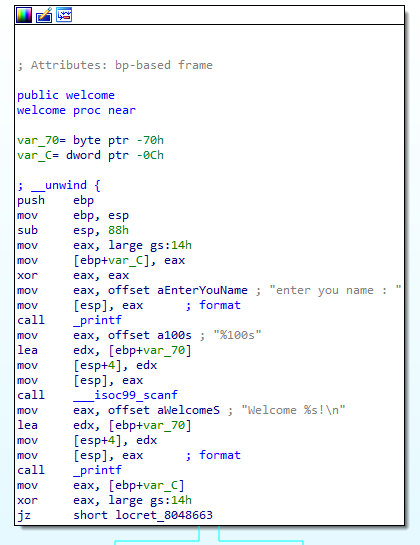 ; Attributes: bp-based frame
public welcome
welcome proc near
var_70= byte ptr -70h
var_C= dword ptr -0Ch
; __unwind {
push ebp
mov ebp, esp
sub esp, 88h
mov eax, large gs:14h
mov [ebp+var_C], eax
xor eax, eax
mov eax, offset aEnterYouName ; "enter you name : "
mov [esp], eax ; format
call _printf
mov eax, offset a100s ; "%100s"
lea edx, [ebp+var_70]
mov [esp+4], edx
mov [esp], eax
call ___isoc99_scanf
mov eax, offset aWelcomeS ; "Welcome %s!\n"
lea edx, [ebp+var_70]
mov [esp+4], edx
mov [esp], eax ; format
call _printf
mov eax, [ebp+var_C]
xor eax, large gs:14h
jz short locret_8048663